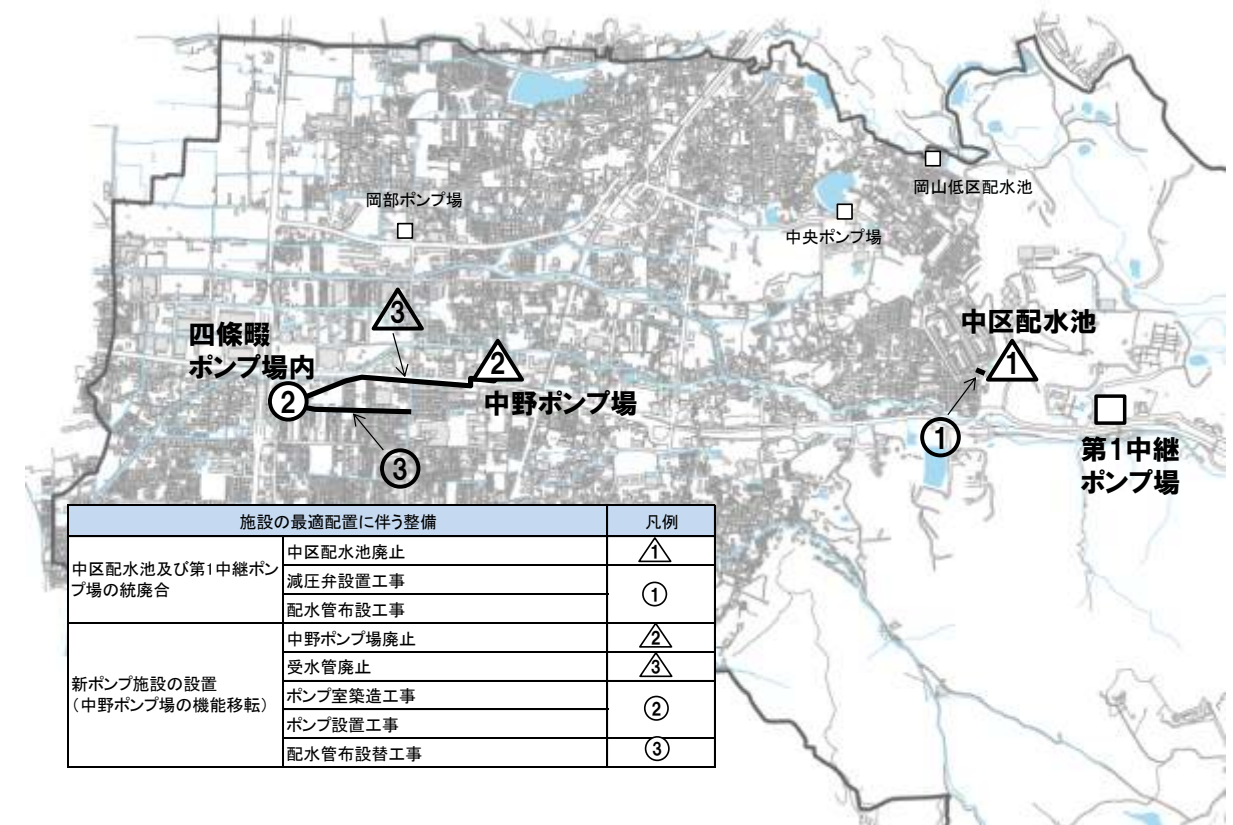 岡山低区配水池
岡部ポンプ場
中央ポンプ場
3
四條畷
ポンプ場内
中区配水池
2
1
2
中野ポンプ場
1
3
第1中継
ポンプ場
施設の最適配置に伴う整備 凡例
中区配水池及び第1中継ポン
プ場の統廃合
中区配水池廃止 1
減圧弁設置工事 1
配水管布設工事
新ポンプ施設の設置
（中野ポンプ場の機能移転）
中野ポンプ場廃止 2
受水管廃止 3
ポンプ室築造工事 2
ポンプ設置工事
配水管布設替工事 3